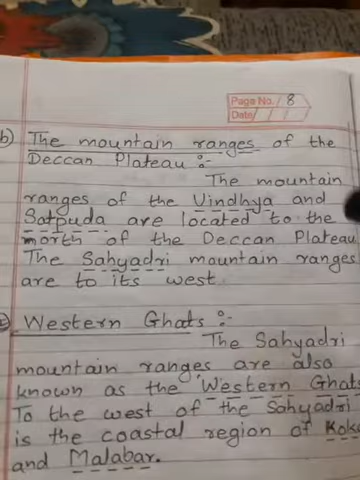 Page No. 8
Date / / /
b) The mountain ranges of the
Deccan Plateau :-
The mountain
ranges of the Vindhya and
Satpuda are located to the
north of the Deccan Plateau
The Sahyadri mountain ranges
are to its west.
c) Western Ghats :-
The Sahyadri
mountain ranges are also
known as the 'Western Ghats
To the west of the Sahyadri
is the coastal region of
and Malabar.